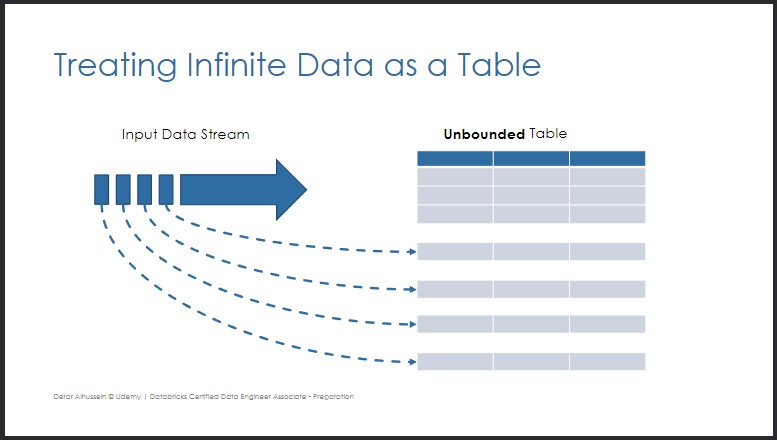 Treating Infinite Data as a Table
Input Data Stream
Unbounded Table
Derar Alhussein © Udemy | Databricks Certified Data Engineer Associate - Preparation